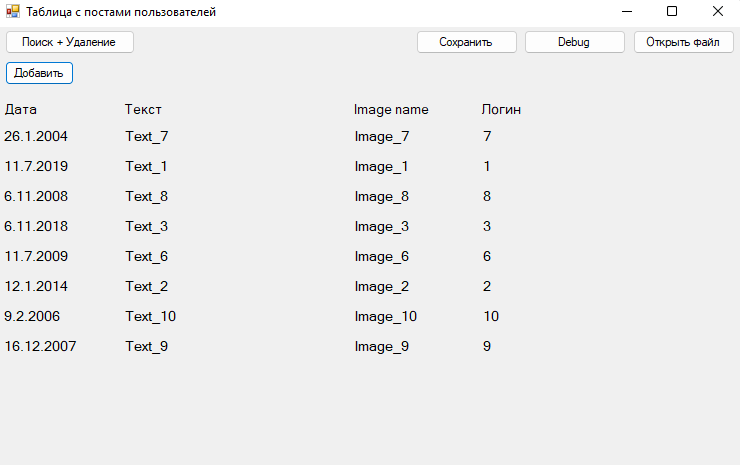 Таблица с постами пользователей
Поиск + Удаление Сохранить Debug Открыть файл
Добавить
Дата Текст Image name Логин
26.1.2004 Text_7 Image_7 7
11.7.2019 Text_1 Image_1 1
6.11.2008 Text_8 Image_8 8
6.11.2018 Text_3 Image_3 3
11.7.2009 Text_6 Image_6 6
12.1.2014 Text_2 Image_2 2
9.2.2006 Text_10 Image_10 10
16.12.2007 Text_9 Image_9 9